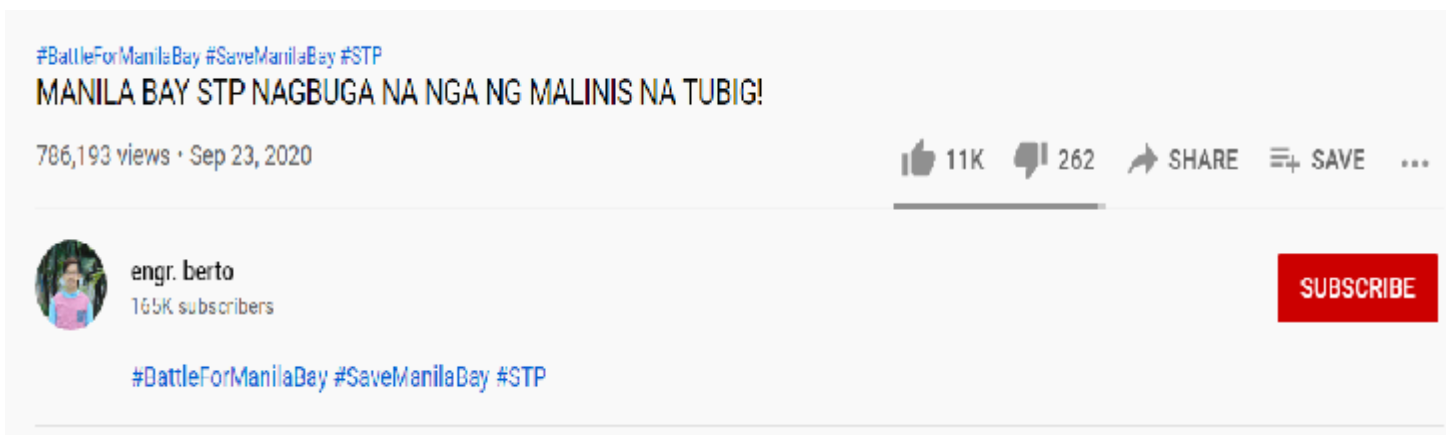 #BattleForManilaBay #SaveManilaBay #STP
MANILA BAY STP NAGBUGA NA NGA NG MALINIS NA TUBIG!
786,193 views • Sep 23, 2020
11K 262 SHARE SAVE ...
engr. berto
165K subscribers
SUBSCRIBE
#BattleForManilaBay #SaveManilaBay #STP